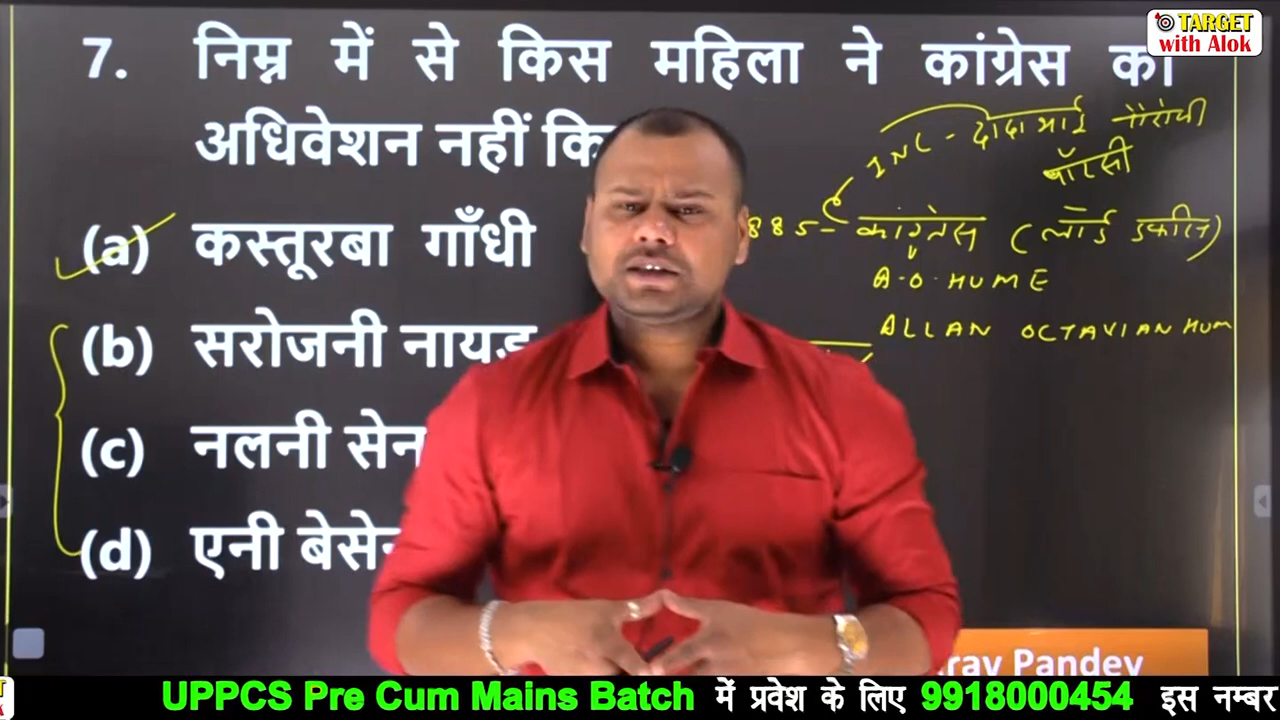 TARGET
with Alok
7. निम्न में से किस महिला ने कांग्रेस का
अधिवेशन नहीं
INC - दादा भाई नौरोजी
पारसी
(a) कस्तूरबा गाँधी
885 - कांग्रेस (लॉर्ड डफरिन)
A.O. HUME
(b) सरोजनी नायडू
ALLAN OCTAVIAN HUM
(c) नलनी सेन
(d) एनी
Pandey
UPPCS Pre Cum Mains Batch में प्रवेश के लिए 9918000454 इस नम्बर